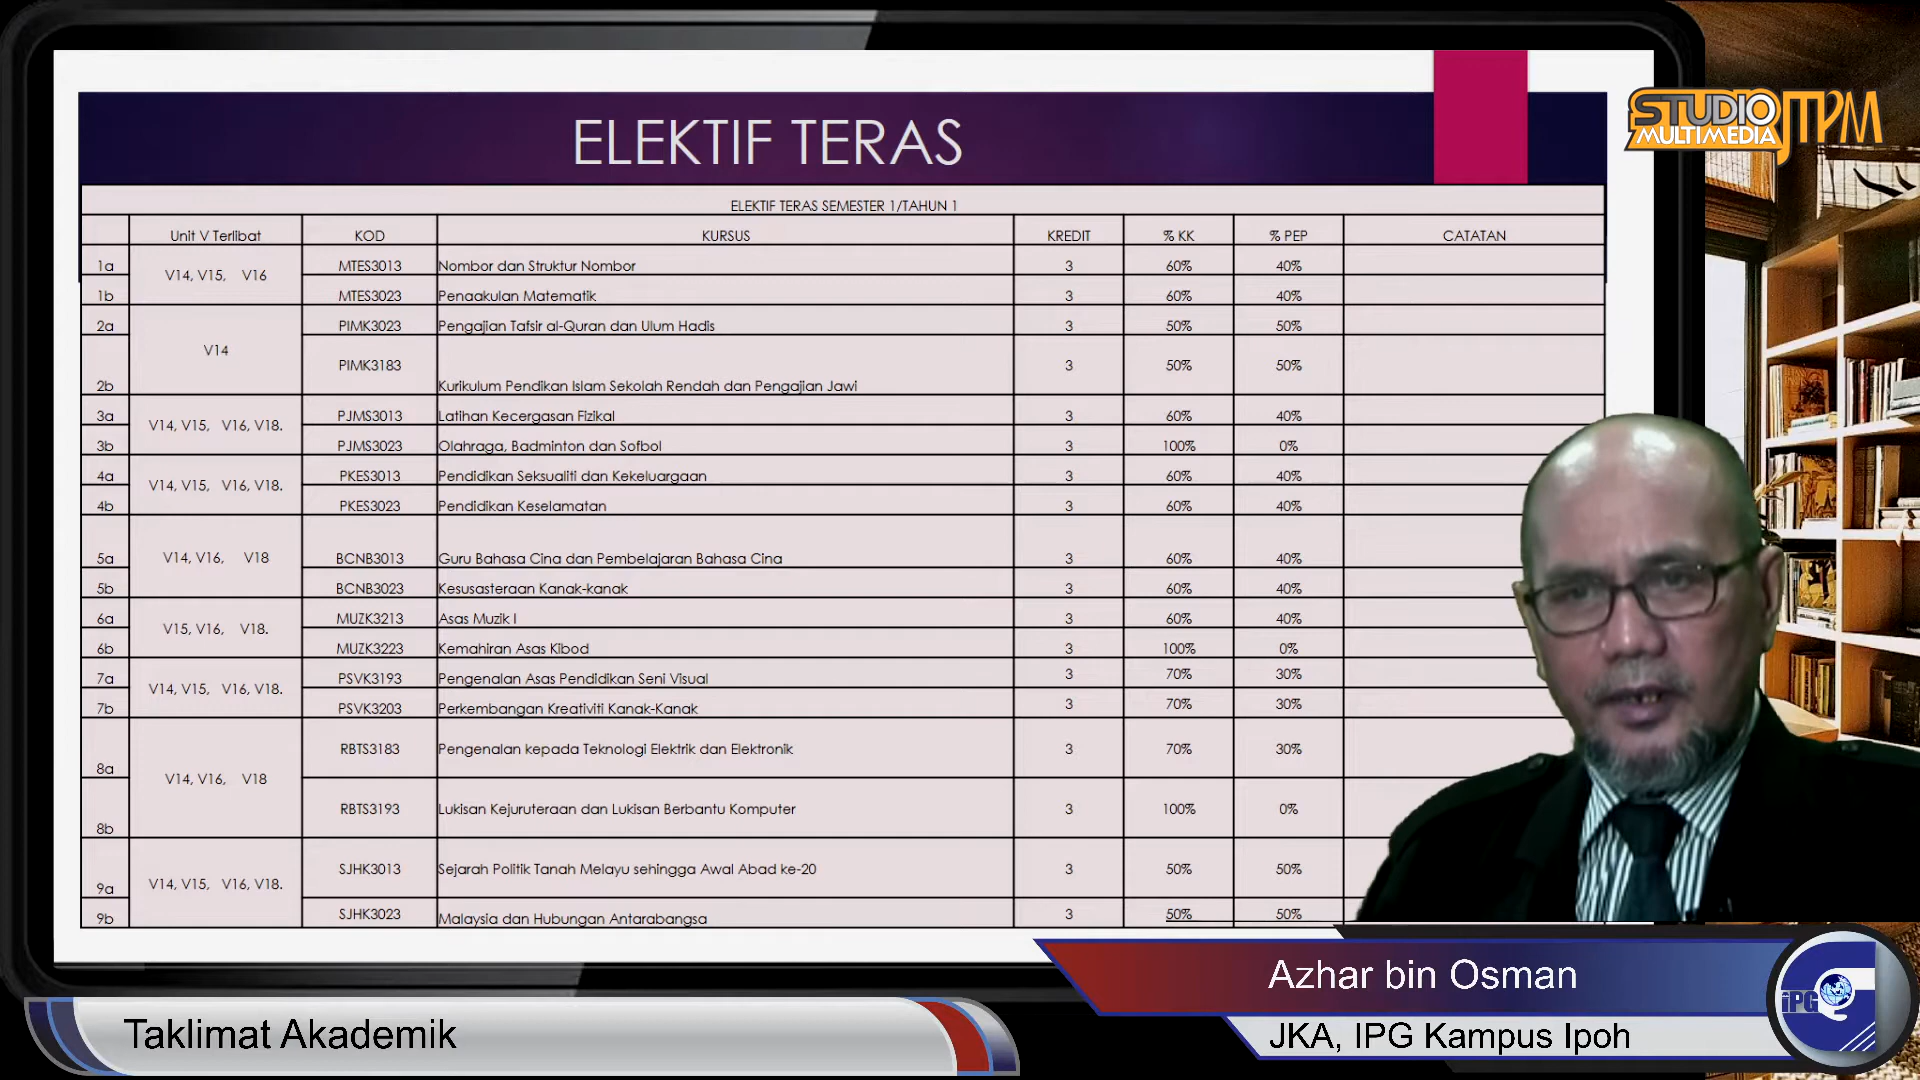 STUDIO JTPM
MULTIMEDIA
ELEKTIF TERAS
ELEKTIF TERAS SEMESTER 1/TAHUN 1
Unit V Terlibat KOD KURSUS KREDIT % KK % PEP CATATAN
1a V14, V15, V16 MTES3013 Nombor dan Struktur Nombor 3 60% 40%
1b MTES3023 Penaakulan Matematik 3 60% 40%
2a V14 PIMK3023 Pengajian Tafsir al-Quran dan Ulum Hadis 3 50% 50%
2b PIMK3183 Kurikulum Pendikan Islam Sekolah Rendah dan Pengajian Jawi 3 50% 50%
3a V14, V15, V16, V18. PJMS3013 Latihan Kecergasan Fizikal 3 60% 40%
3b PJMS3023 Olahraga, Badminton dan Sofbol 3 100% 0%
4a V14, V15, V16, V18. PKES3013 Pendidikan Seksualiti dan Kekeluargaan 3 60% 40%
4b PKES3023 Pendidikan Keselamatan 3 60% 40%
5a V14, V16, V18 BCNB3013 Guru Bahasa Cina dan Pembelajaran Bahasa Cina 3 60% 40%
5b BCNB3023 Kesusasteraan Kanak-kanak 3 60% 40%
6a V15, V16, V18. MUZK3213 Asas Muzik I 3 60% 40%
6b MUZK3223 Kemahiran Asas Kibod 3 100% 0%
7a V14, V15, V16, V18. PSVK3193 Pengenalan Asas Pendidikan Seni Visual 3 70% 30%
7b PSVK3203 Perkembangan Kreativiti Kanak-Kanak 3 70% 30%
8a V14, V16, V18 RBTS3183 Pengenalan kepada Teknologi Elektrik dan Elektronik 3 70% 30%
8b RBTS3193 Lukisan Kejuruteraan dan Lukisan Berbantu Komputer 3 100% 0%
9a V14, V15, V16, V18. SJHK3013 Sejarah Politik Tanah Melayu sehingga Awal Abad ke-20 3 50% 50%
9b SJHK3023 Malaysia dan Hubungan Antarabangsa 3 50% 50%
Azhar bin Osman
JKA, IPG Kampus Ipoh
iPG
Taklimat Akademik